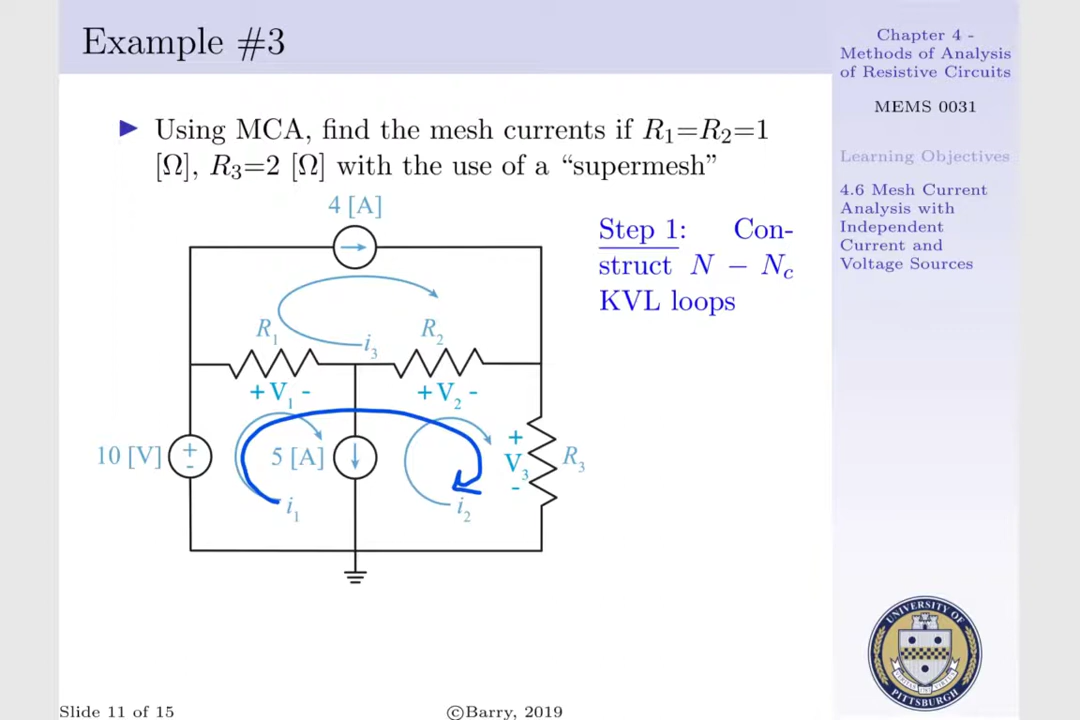 Example #3
Chapter 4 -
Methods of Analysis
of Resistive Circuits
MEMS 0031
Learning Objectives
4.6 Mesh Current
Analysis with
Independent
Current and
Voltage Sources
▶ Using MCA, find the mesh currents if R₁=R₂=1
[Ω], R₃=2 [Ω] with the use of a “supermesh”
4 [A]
Step 1: Con-
struct N − Nc
KVL loops
R₁
R₂
i₃
+ V₁ -
+ V₂ -
10 [V]
+
-
5 [A]
+
V₃
-
R₃
i₁
i₂
UNIVERSITY OF
PITTSBURGH
Slide 11 of 15
©Barry, 2019